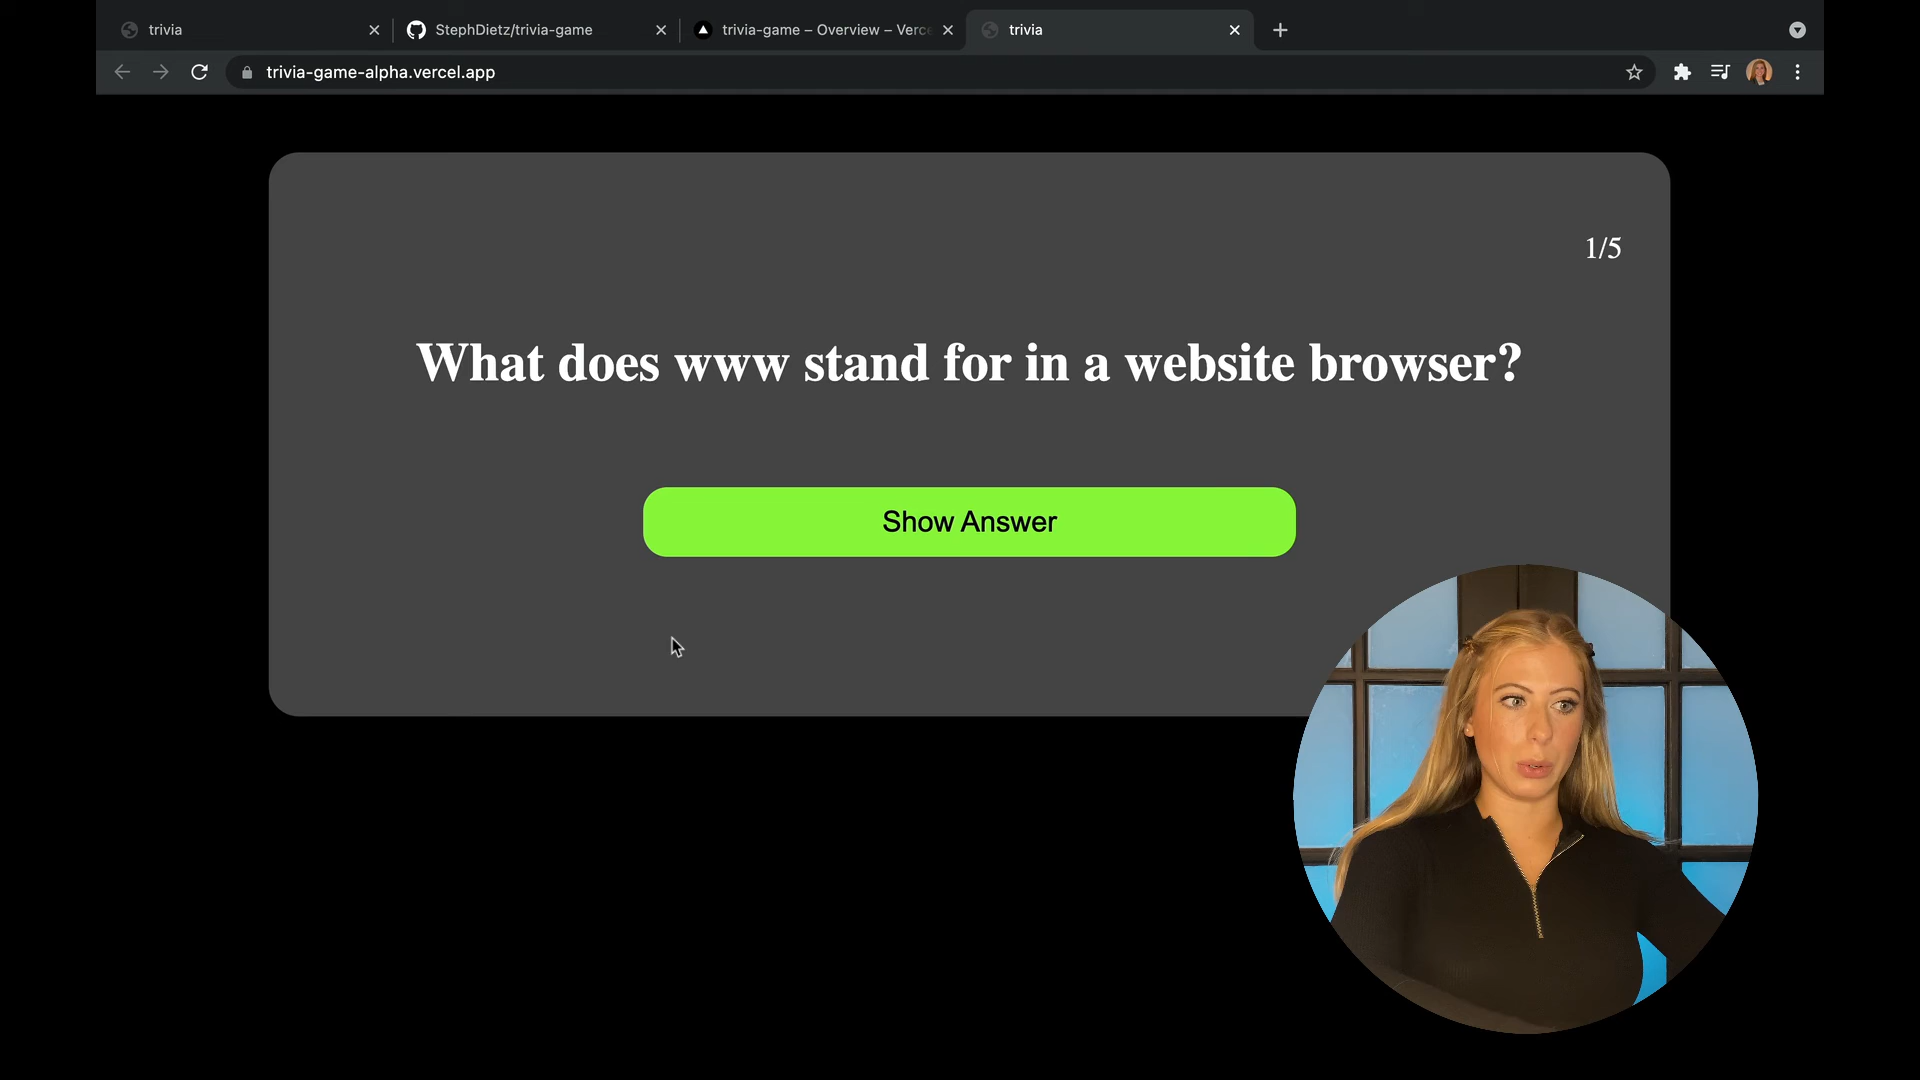 trivia
StephDietz/trivia-game
trivia-game – Overview – Verce
trivia
trivia-game-alpha.vercel.app
1/5
What does www stand for in a website browser?
Show Answer